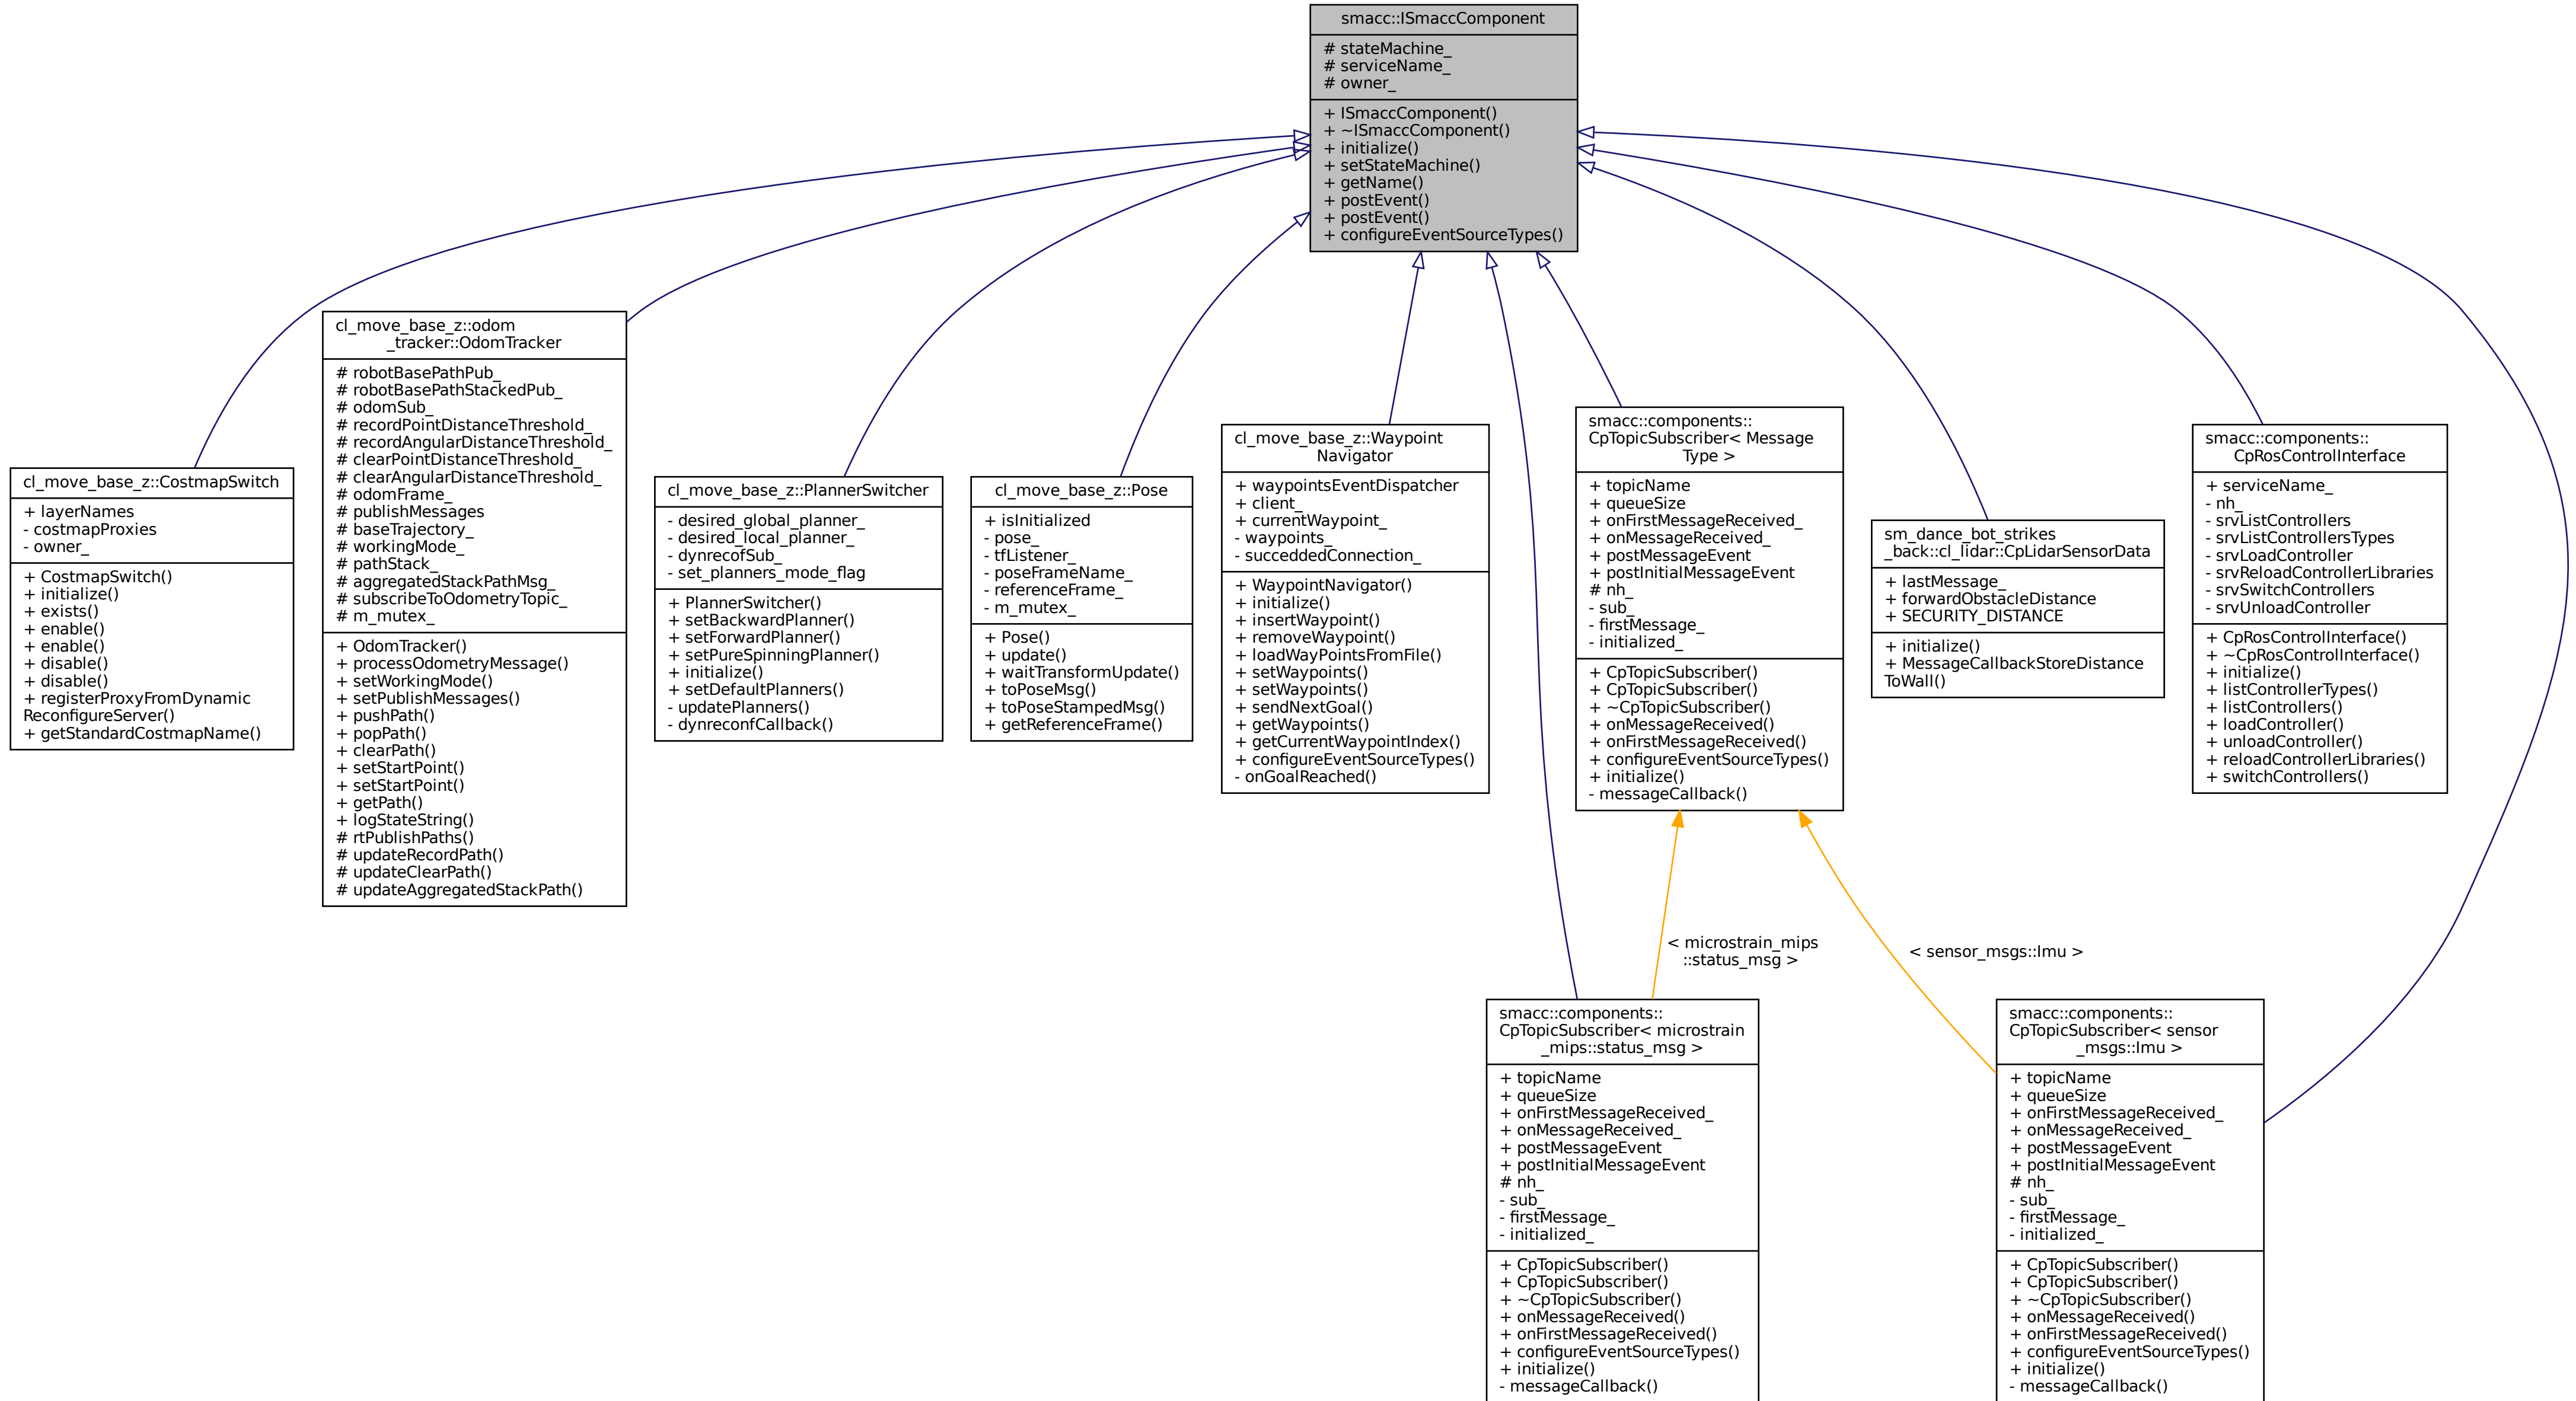 smacc::ISmaccComponent
# stateMachine_
# serviceName_
# owner_
+ ISmaccComponent()
+ ~ISmaccComponent()
+ initialize()
+ setStateMachine()
+ getName()
+ postEvent()
+ postEvent()
+ configureEventSourceTypes()
cl_move_base_z::CostmapSwitch
+ layerNames
- costmapProxies
- owner_
+ CostmapSwitch()
+ initialize()
+ exists()
+ enable()
+ enable()
+ disable()
+ disable()
+ registerProxyFromDynamic
ReconfigureServer()
+ getStandardCostmapName()
cl_move_base_z::odom
_tracker::OdomTracker
# robotBasePathPub_
# robotBasePathStackedPub_
# odomSub_
# recordPointDistanceThreshold_
# recordAngularDistanceThreshold_
# clearPointDistanceThreshold_
# clearAngularDistanceThreshold_
# odomFrame_
# publishMessages
# baseTrajectory_
# workingMode_
# pathStack_
# aggregatedStackPathMsg_
# subscribeToOdometryTopic_
# m_mutex_
+ OdomTracker()
+ processOdometryMessage()
+ setWorkingMode()
+ setPublishMessages()
+ pushPath()
+ popPath()
+ clearPath()
+ setStartPoint()
+ setStartPoint()
+ getPath()
+ logStateString()
# rtPublishPaths()
# updateRecordPath()
# updateClearPath()
# updateAggregatedStackPath()
cl_move_base_z::PlannerSwitcher
- desired_global_planner_
- desired_local_planner_
- dynrecofSub_
- set_planners_mode_flag
+ PlannerSwitcher()
+ setBackwardPlanner()
+ setForwardPlanner()
+ setPureSpinningPlanner()
+ initialize()
+ setDefaultPlanners()
- updatePlanners()
- dynreconfCallback()
cl_move_base_z::Pose
+ isInitialized
- pose_
- tfListener_
- poseFrameName_
- referenceFrame_
- m_mutex_
+ Pose()
+ update()
+ waitTransformUpdate()
+ toPoseMsg()
+ toPoseStampedMsg()
+ getReferenceFrame()
cl_move_base_z::Waypoint
Navigator
+ waypointsEventDispatcher
+ client_
+ currentWaypoint_
- waypoints_
- succeddedConnection_
+ WaypointNavigator()
+ initialize()
+ insertWaypoint()
+ removeWaypoint()
+ loadWayPointsFromFile()
+ setWaypoints()
+ setWaypoints()
+ sendNextGoal()
+ getWaypoints()
+ getCurrentWaypointIndex()
+ configureEventSourceTypes()
- onGoalReached()
smacc::components::
CpTopicSubscriber< Message
Type >
+ topicName
+ queueSize
+ onFirstMessageReceived_
+ onMessageReceived_
+ postMessageEvent
+ postInitialMessageEvent
# nh_
- sub_
- firstMessage_
- initialized_
+ CpTopicSubscriber()
+ CpTopicSubscriber()
+ ~CpTopicSubscriber()
+ onMessageReceived()
+ onFirstMessageReceived()
+ configureEventSourceTypes()
+ initialize()
- messageCallback()
sm_dance_bot_strikes
_back::cl_lidar::CpLidarSensorData
+ lastMessage_
+ forwardObstacleDistance
+ SECURITY_DISTANCE
+ initialize()
+ MessageCallbackStoreDistance
ToWall()
smacc::components::
CpRosControlInterface
+ serviceName_
- nh_
- srvListControllers
- srvListControllersTypes
- srvLoadController
- srvReloadControllerLibraries
- srvSwitchControllers
- srvUnloadController
+ CpRosControlInterface()
+ ~CpRosControlInterface()
+ initialize()
+ listControllerTypes()
+ listControllers()
+ loadController()
+ unloadController()
+ reloadControllerLibraries()
+ switchControllers()
< microstrain_mips
::status_msg >
< sensor_msgs::Imu >
smacc::components::
CpTopicSubscriber< microstrain
_mips::status_msg >
+ topicName
+ queueSize
+ onFirstMessageReceived_
+ onMessageReceived_
+ postMessageEvent
+ postInitialMessageEvent
# nh_
- sub_
- firstMessage_
- initialized_
+ CpTopicSubscriber()
+ CpTopicSubscriber()
+ ~CpTopicSubscriber()
+ onMessageReceived()
+ onFirstMessageReceived()
+ configureEventSourceTypes()
+ initialize()
- messageCallback()
smacc::components::
CpTopicSubscriber< sensor
_msgs::Imu >
+ topicName
+ queueSize
+ onFirstMessageReceived_
+ onMessageReceived_
+ postMessageEvent
+ postInitialMessageEvent
# nh_
- sub_
- firstMessage_
- initialized_
+ CpTopicSubscriber()
+ CpTopicSubscriber()
+ ~CpTopicSubscriber()
+ onMessageReceived()
+ onFirstMessageReceived()
+ configureEventSourceTypes()
+ initialize()
- messageCallback()